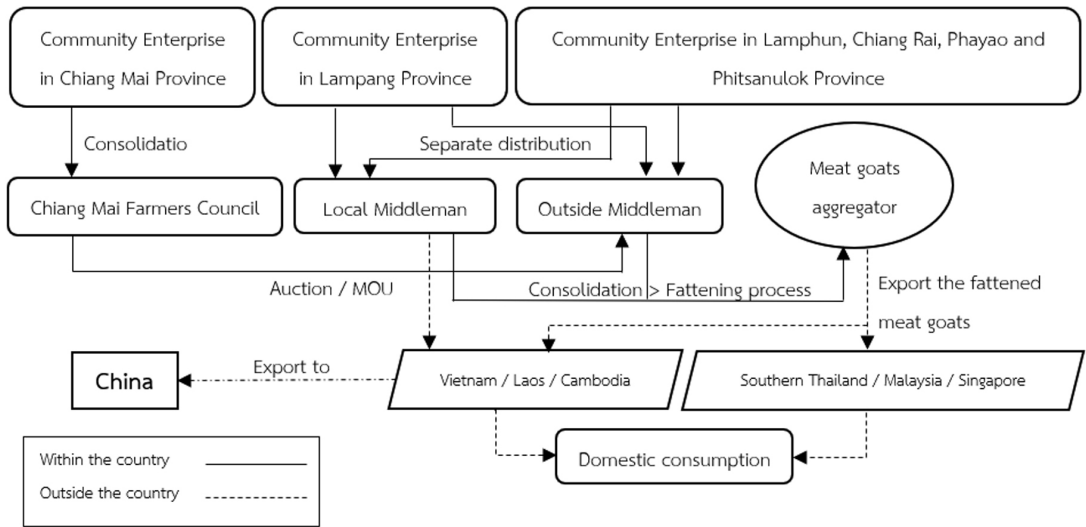 Community Enterprise
in Chiang Mai Province
Community Enterprise
in Lampang Province
Community Enterprise in Lamphun, Chiang Rai, Phayao and
Phitsanulok Province
Consolidatio
Separate distribution
Meat goats
aggregator
Chiang Mai Farmers Council
Local Middleman
Outside Middleman
Auction / MOU
Consolidation > Fattening process
Export the fattened
meat goats
China
Export to
Vietnam / Laos / Cambodia
Southern Thailand / Malaysia / Singapore
Domestic consumption
Within the country
Outside the country